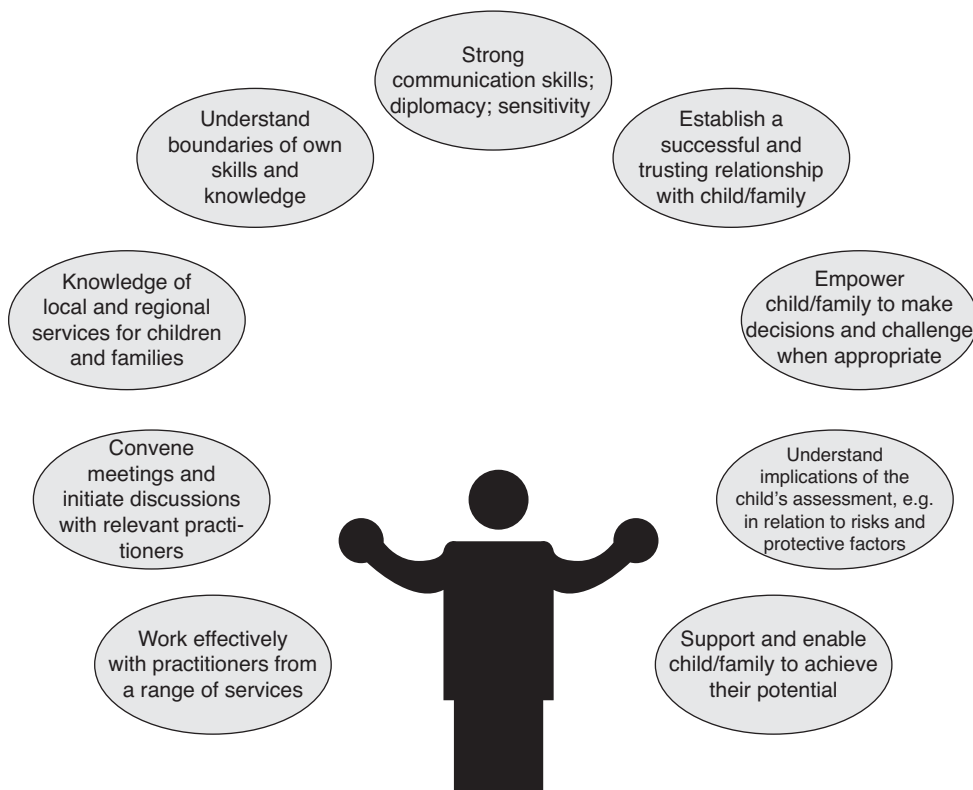 Strong
communication skills;
diplomacy; sensitivity
Understand
boundaries of own
skills and
knowledge
Establish a
successful and
trusting relationship
with child/family
Knowledge of
local and regional
services for children
and families
Empower
child/family to make
decisions and challenge
when appropriate
Convene
meetings and
initiate discussions
with relevant practi-
tioners
Understand
implications of the
child’s assessment, e.g.
in relation to risks and
protective factors
Work effectively
with practitioners from
a range of services
Support and enable
child/family to achieve
their potential